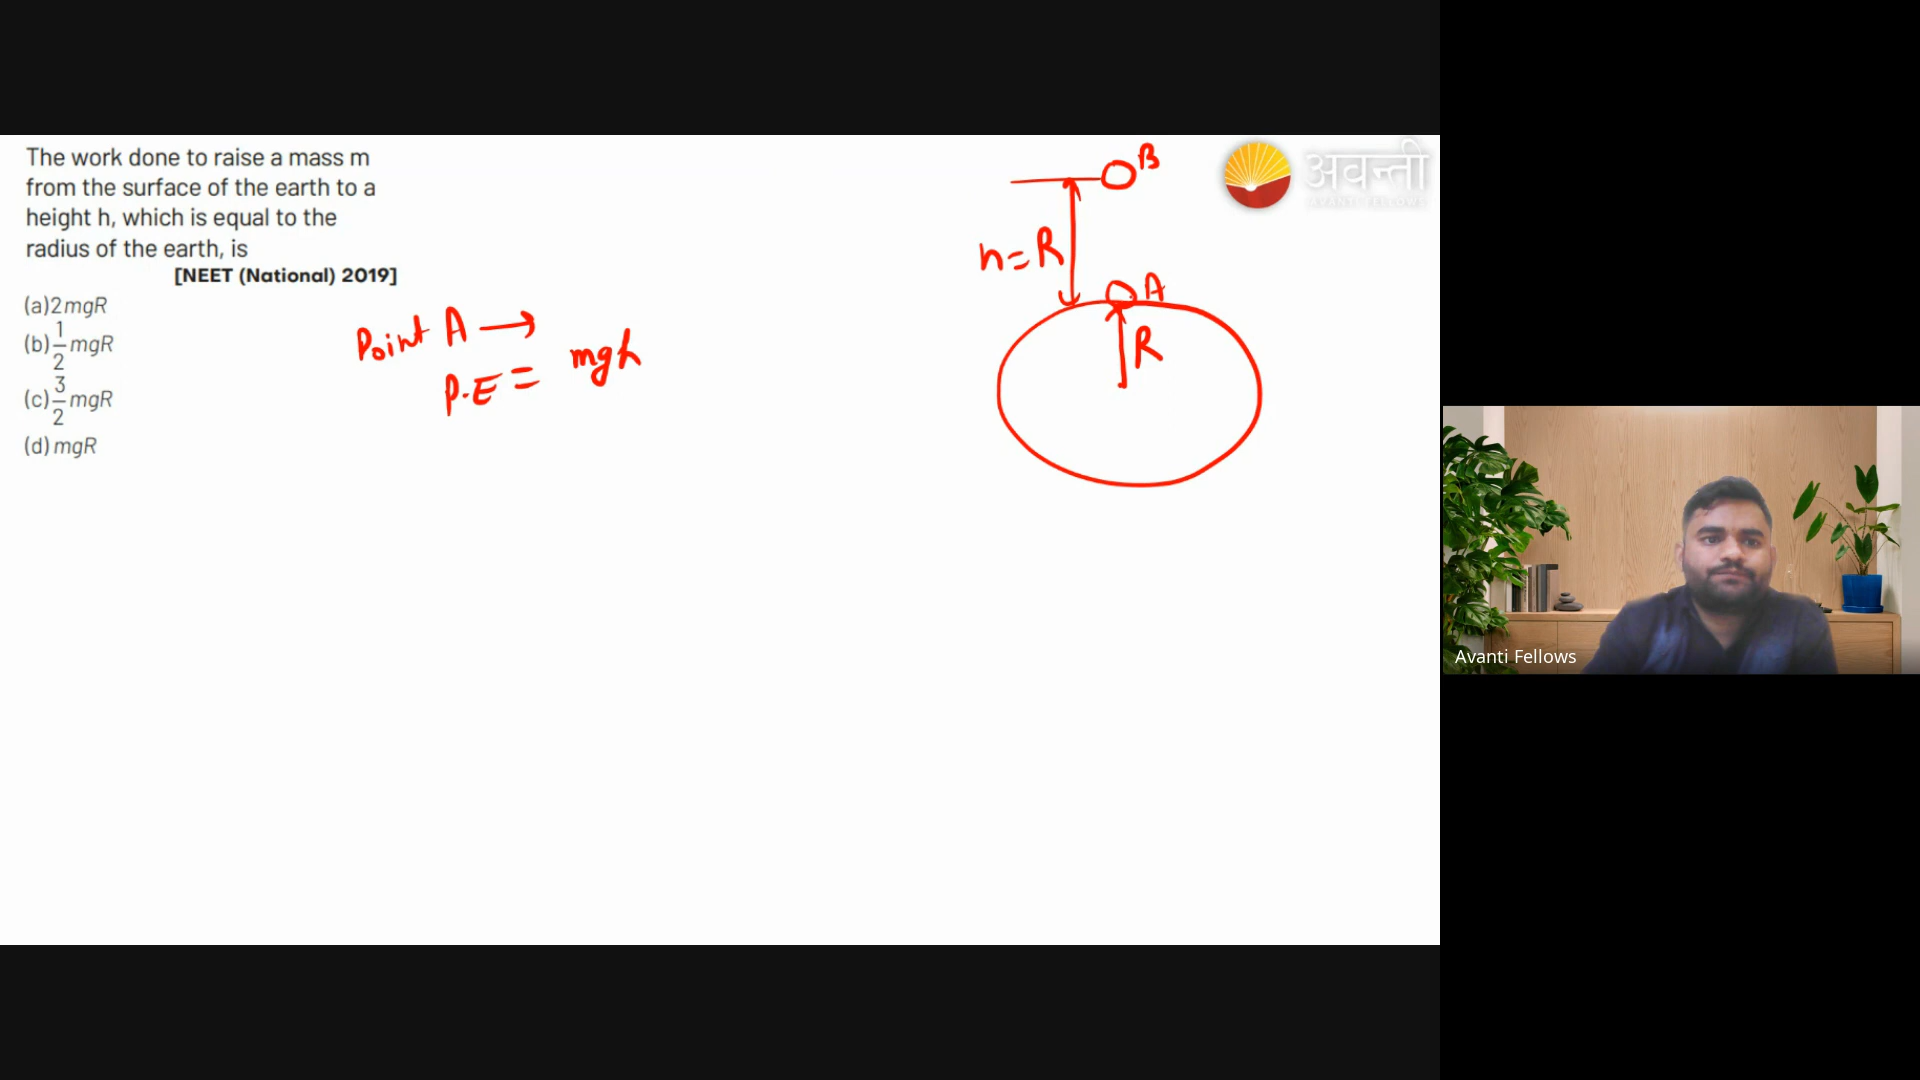 The work done to raise a mass m
from the surface of the earth to a
height h, which is equal to the
radius of the earth, is
[NEET (National) 2019]
(a) 2mgR
(b) 1/2 mgR
(c) 3/2 mgR
(d) mgR
Point A →
P.E = mgh
B
h = R
A
R
अवन्ती
AVANTI FELLOWS
Avanti Fellows